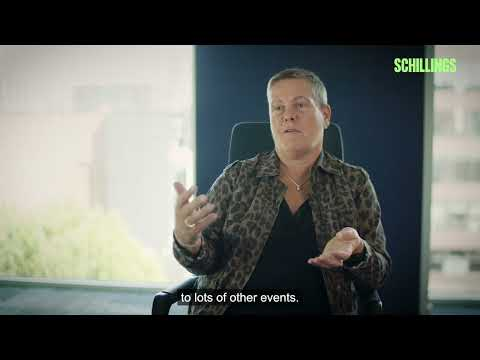 SCHILLINGS
to lots of other events.